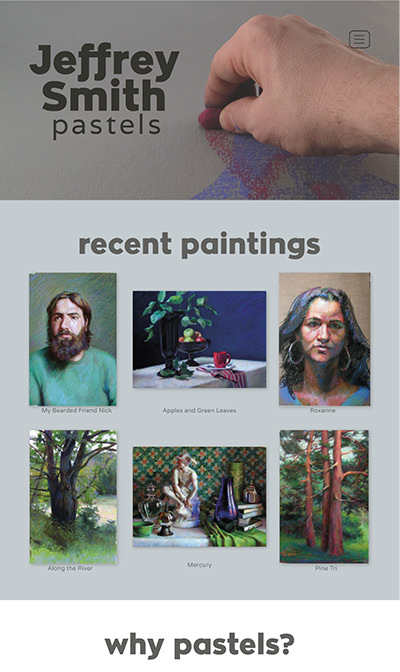 Jeffrey
Smith
pastels
recent paintings
My Bearded Friend Nick
Apples and Green Leaves
Roxanne
Along the River
Mercury
Pine Tri
why pastels?